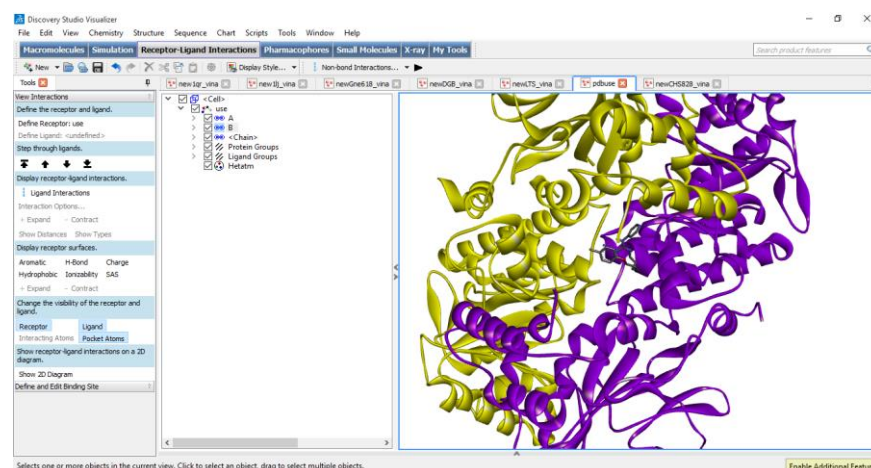 Discovery Studio Visualizer
File Edit View Chemistry Structure Sequence Chart Scripts Tools Window Help
Macromolecules Simulation Receptor-Ligand Interactions Pharmacophores Small Molecules X-ray My Tools
Search product features
New Display Style... Non-bond Interactions...
Tools new1qr_vina new1lj_vina newGne618_vina newDGB_vina newLTS_vina pdbuse newCHS828_vina
View Interactions
Define the receptor and ligand.
Define Receptor: use
Define Ligand: <undefined>
Step through ligands.
Display receptor-ligand interactions.
Ligand Interactions
Interaction Options...
+ Expand - Contract
Show Distances Show Types
Display receptor surfaces.
Aromatic H-Bond Charge
Hydrophobic Ionizability SAS
+ Expand - Contract
Change the visibility of the receptor and
ligand.
Receptor Ligand
Interacting Atoms Pocket Atoms
Show receptor-ligand interactions on a 2D
diagram.
Show 2D Diagram
Define and Edit Binding Site
<Cell>
use
A
B
<Chain>
Protein Groups
Ligand Groups
Hetatm
Selects one or more objects in the current view. Click to select an object, drag to select multiple objects.
Enable Additional Featur